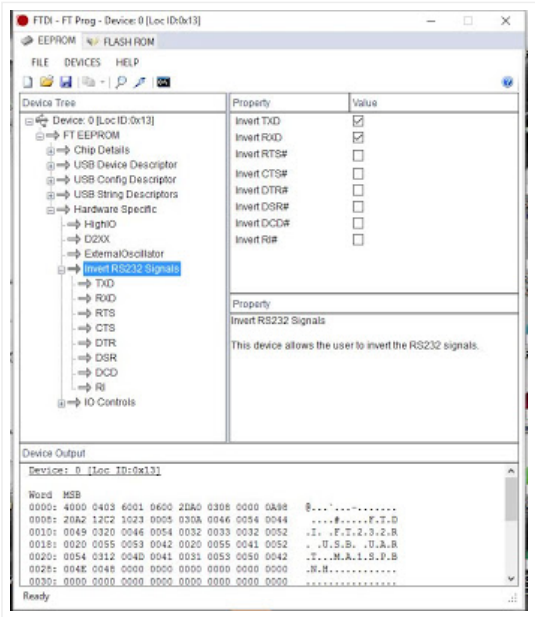 FTDI - FT Prog - Device: 0 [Loc ID:0x13]
EEPROM FLASH ROM
FILE DEVICES HELP
Device Tree
Device: 0 [Loc ID:0x13]
FT EEPROM
Chip Details
USB Device Descriptor
USB Config Descriptor
USB String Descriptors
Hardware Specific
HighIO
D2XX
ExternalOscillator
Invert RS232 Signals
TXD
RXD
RTS
CTS
DTR
DSR
DCD
RI
IO Controls
Property Value
Invert TXD
Invert RXD
Invert RTS#
Invert CTS#
Invert DTR#
Invert DSR#
Invert DCD#
Invert RI#
Property
Invert RS232 Signals
This device allows the user to invert the RS232 signals.
Device Output
Device: 0 [Loc ID:0x13]
Word MSB
0000: 4000 0403 6001 0600 2DA0 0308 0000 0A98 @...`...-.......
0008: 20A2 12C2 1023 0005 030A 0046 0054 0044 ....#.....F.T.D
0010: 0049 0320 0046 0054 0032 0033 0032 0052 .I. .F.T.2.3.2.R
0018: 0020 0055 0053 0042 0020 0055 0041 0052 . .U.S.B. .U.A.R
0020: 0054 0312 004D 0041 0031 0053 0050 0042 .T...M.A.1.S.P.B
0028: 004E 0048 0000 0000 0000 0000 0000 0000 .N.H............
0030: 0000 0000 0000 0000 0000 0000 0000 0000 ................
Ready